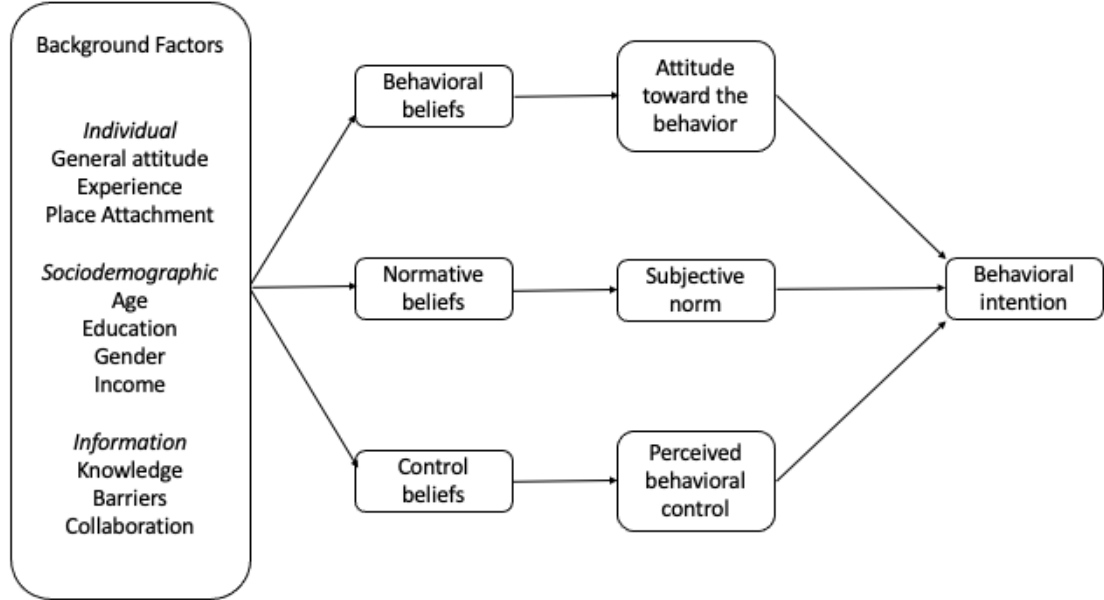 Background Factors
Individual
General attitude
Experience
Place Attachment
Sociodemographic
Age
Education
Gender
Income
Information
Knowledge
Barriers
Collaboration
Behavioral
beliefs
Normative
beliefs
Control
beliefs
Attitude
toward the
behavior
Subjective
norm
Perceived
behavioral
control
Behavioral
intention